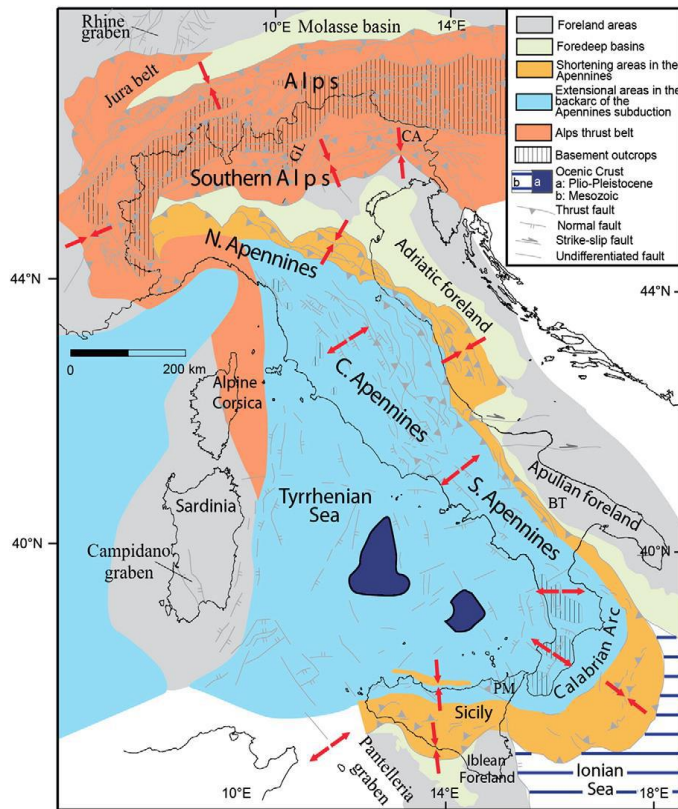 10°E
14°E
Rhine
graben
Molasse basin
Jura belt
Alps
GL
CA
Southern Alps
N. Apennines
Adriatic foreland
44°N
44°N
200 km
0
C. Apennines
Alpine
Corsica
Apulian foreland
Sardinia
Tyrrhenian
Sea
S. Apennines
BT
40°N
40°N
Campidano
graben
Calabrian Arc
PM
Sicily
Pantelleria
graben
Iblean
Foreland
Ionian
Sea
10°E
14°E
18°E
Foreland areas
Foredeep basins
Shortening areas in the
Apennines
Extensional areas in the
backarc of the
Apennines subduction
Alps thrust belt
Basement outcrops
b
a
Ocenic Crust
a: Plio-Pleistocene
b: Mesozoic
Thrust fault
Normal fault
Strike-slip fault
Undifferentiated fault